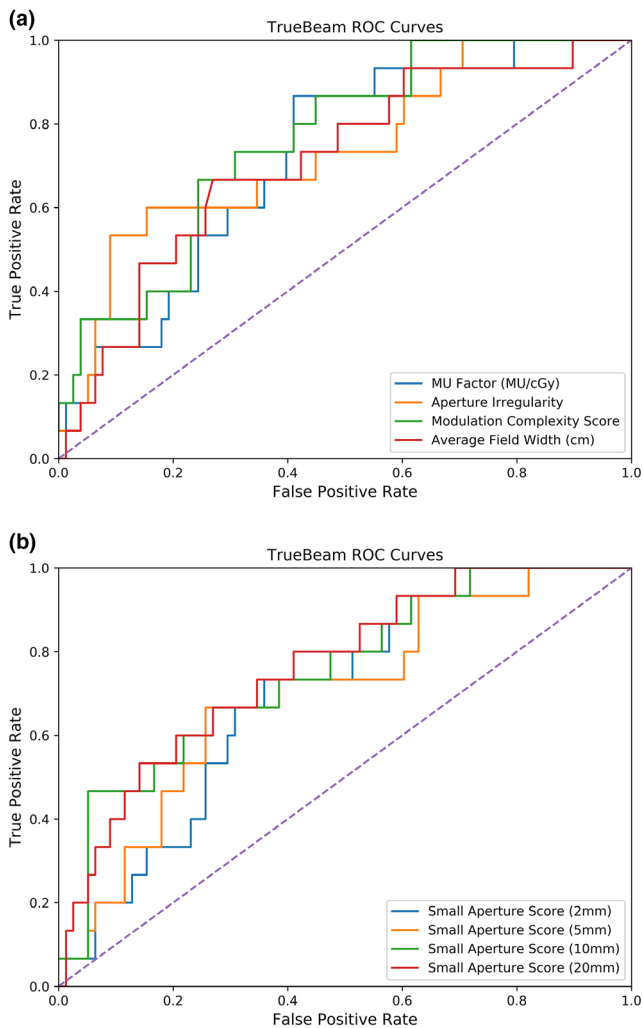 (a)
TrueBeam ROC Curves
1.0
0.8
0.6
0.4
0.2
0.0
True Positive Rate
MU Factor (MU/cGy)
Aperture Irregularity
Modulation Complexity Score
Average Field Width (cm)
0.0 0.2 0.4 0.6 0.8 1.0
False Positive Rate
(b)
TrueBeam ROC Curves
1.0
0.8
0.6
0.4
0.2
0.0
True Positive Rate
Small Aperture Score (2mm)
Small Aperture Score (5mm)
Small Aperture Score (10mm)
Small Aperture Score (20mm)
0.0 0.2 0.4 0.6 0.8 1.0
False Positive Rate